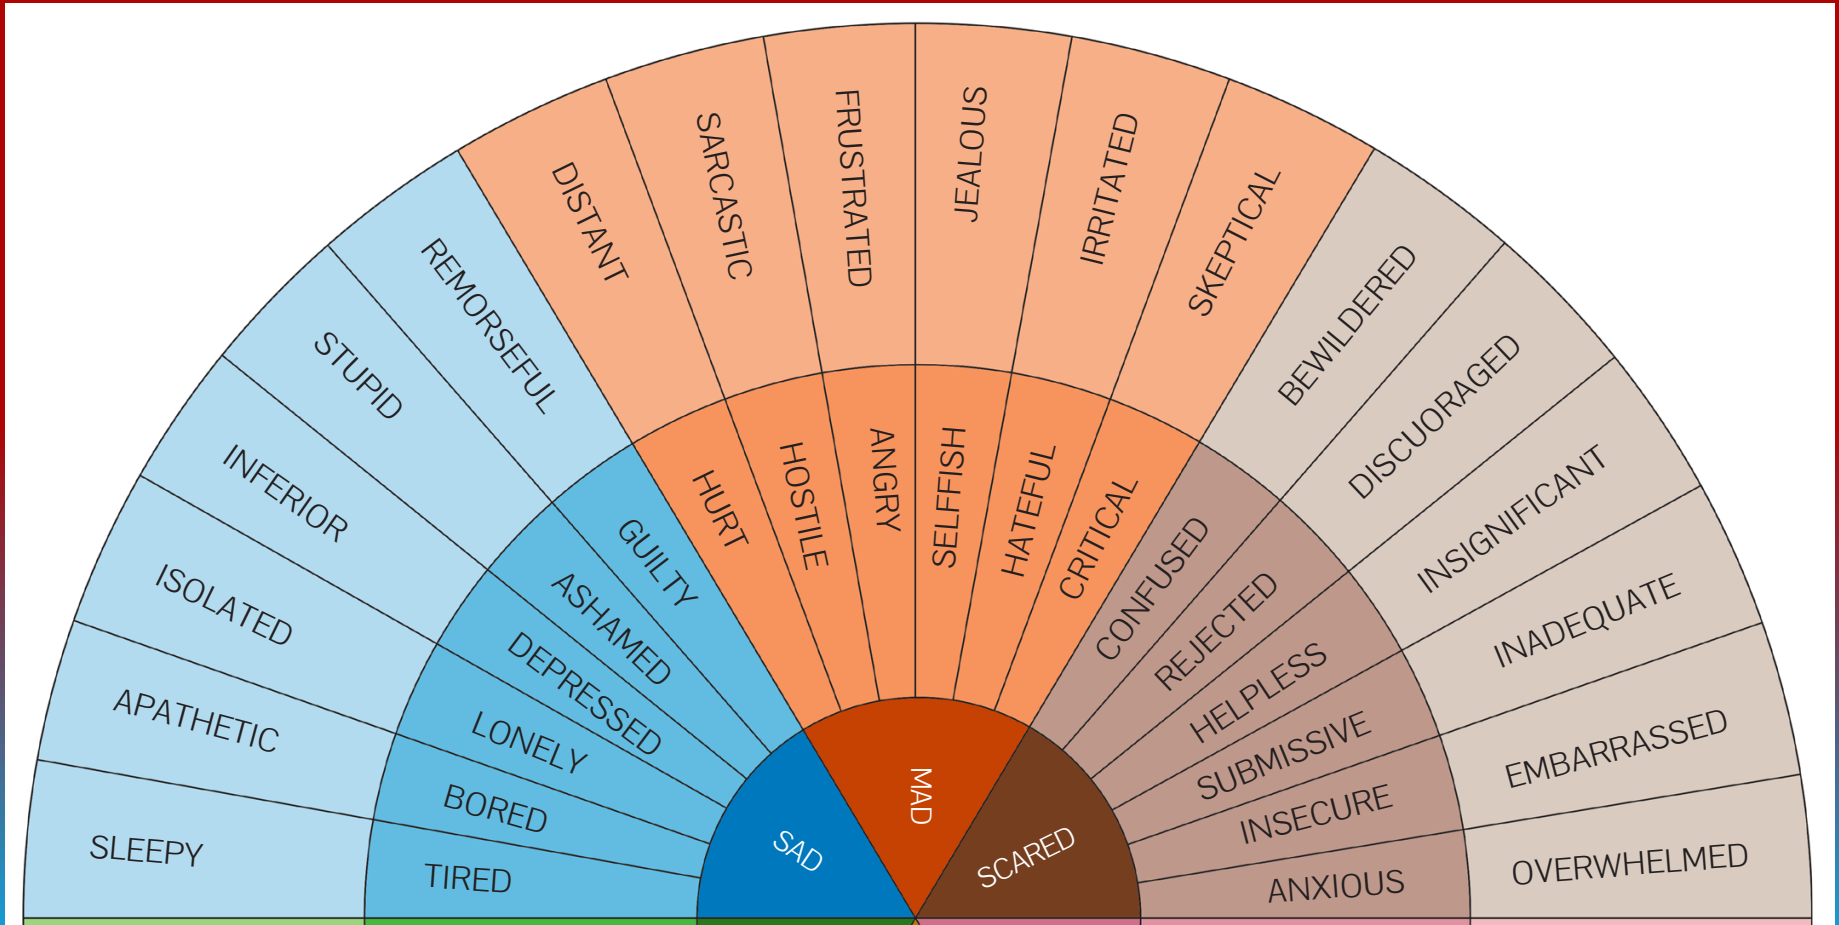 SLEEPY
APATHETIC
ISOLATED
INFERIOR
STUPID
REMORSEFUL
DISTANT
SARCASTIC
FRUSTRATED
JEALOUS
IRRITATED
SKEPTICAL
BEWILDERED
DISCUORAGED
INSIGNIFICANT
INADEQUATE
EMBARRASSED
OVERWHELMED
TIRED
BORED
LONELY
DEPRESSED
ASHAMED
GUILTY
HURT
HOSTILE
ANGRY
SELFFISH
HATEFUL
CRITICAL
CONFUSED
REJECTED
HELPLESS
SUBMISSIVE
INSECURE
ANXIOUS
SAD
MAD
SCARED